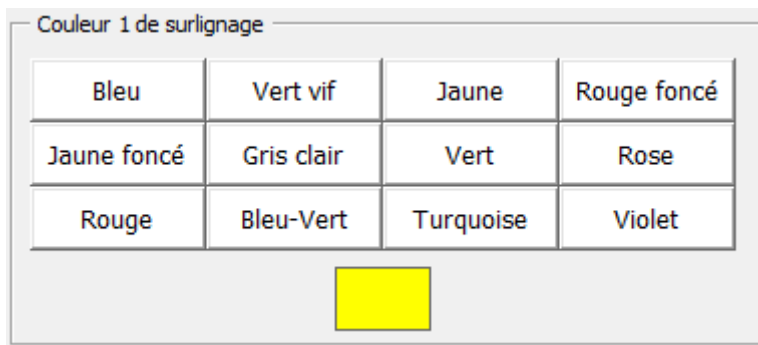 Couleur 1 de surlignage
Bleu Vert vif Jaune Rouge foncé
Jaune foncé Gris clair Vert Rose
Rouge Bleu-Vert Turquoise Violet